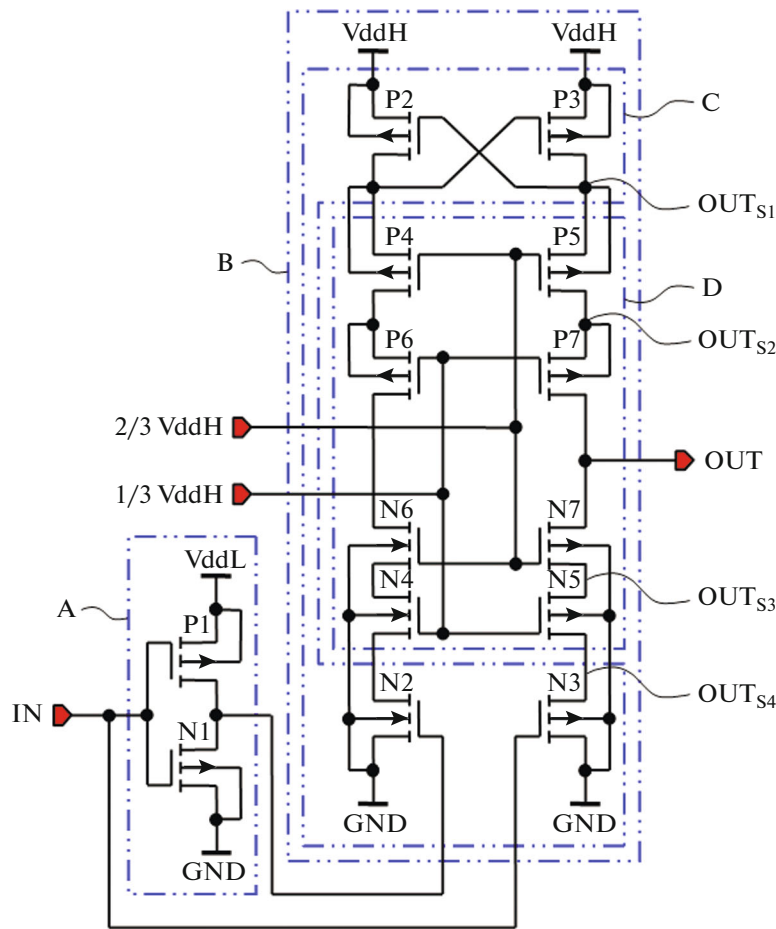 VddH VddH
P2 P3
C
OUTS1
P4 P5
B
D
P6 P7
OUTS2
2/3 VddH
OUT
1/3 VddH
N6 N7
VddL
N4 N5
OUTS3
A
P1
N2 N3
OUTS4
IN
N1
GND GND
GND